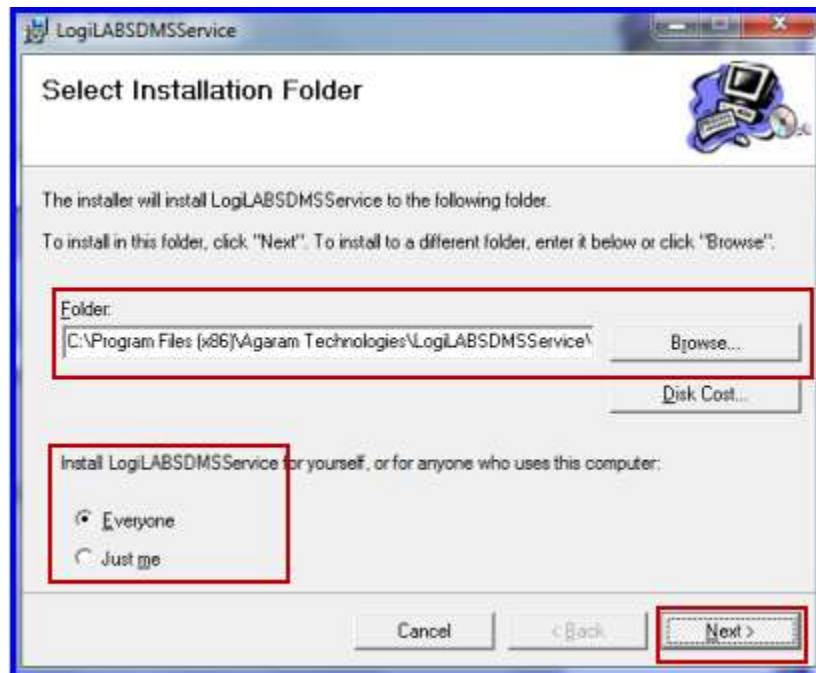 LogiLABSDMSService
Select Installation Folder
The installer will install LogiLABSDMSService to the following folder.
To install in this folder, click "Next". To install to a different folder, enter it below or click "Browse".
Folder:
C:\Program Files (x86)\Agaram Technologies\LogiLABSDMSService\
Browse...
Disk Cost...
Install LogiLABSDMSService for yourself, or for anyone who uses this computer:
Everyone
Just me
Cancel
< Back
Next >